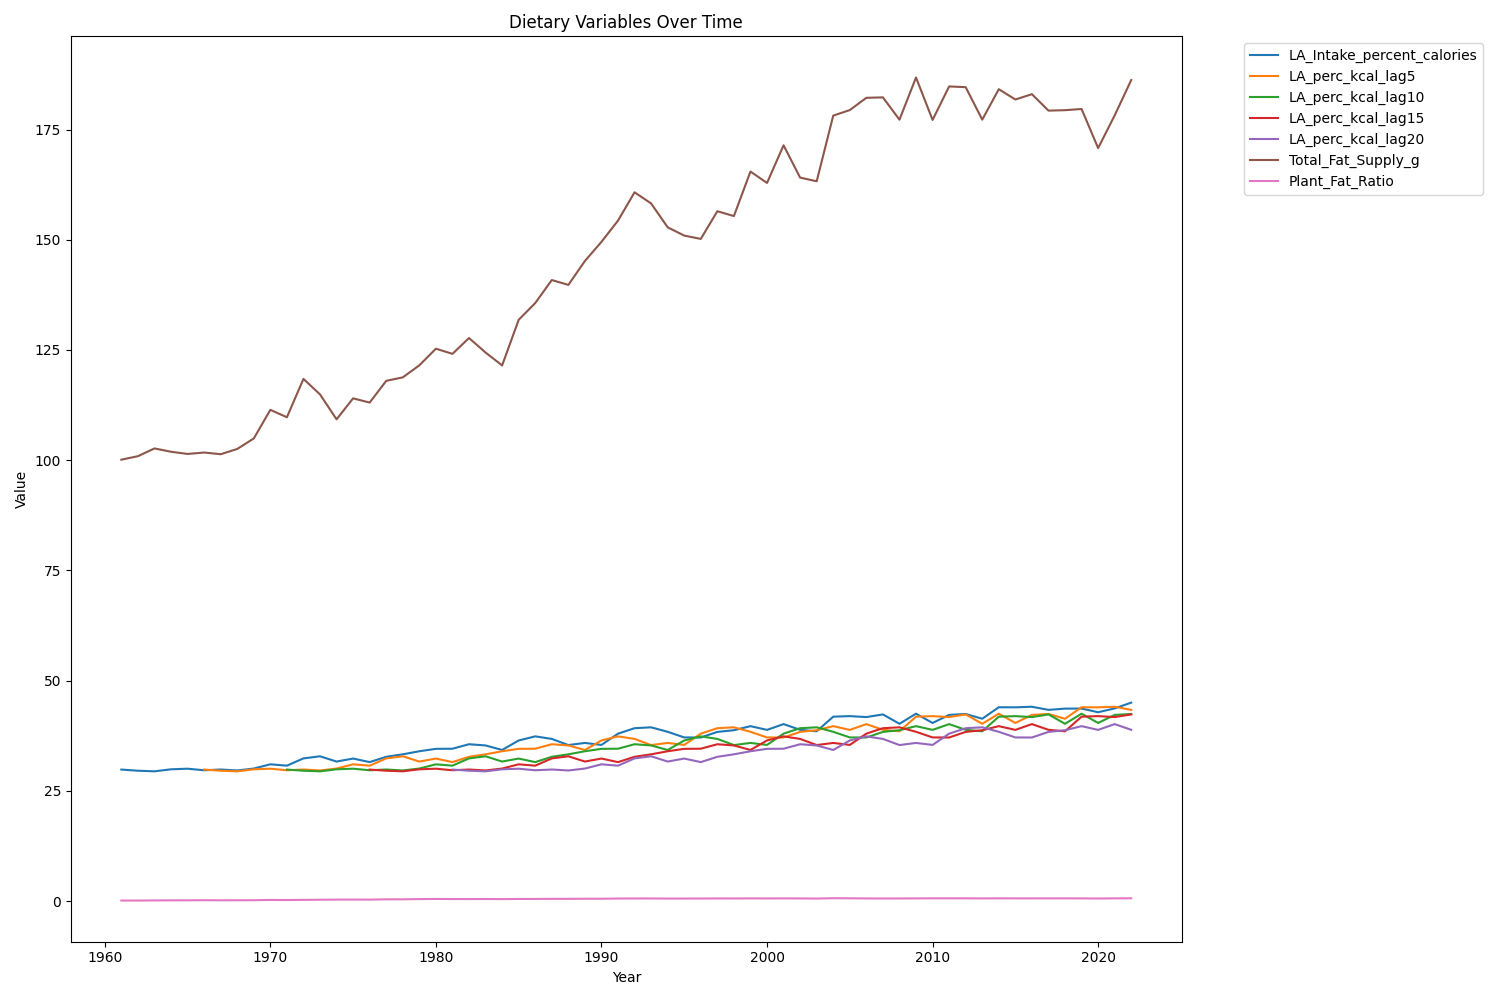 Dietary Variables Over Time
LA_Intake_percent_calories
LA_perc_kcal_lag5
LA_perc_kcal_lag10
LA_perc_kcal_lag15
LA_perc_kcal_lag20
Total_Fat_Supply_g
Plant_Fat_Ratio
Value
175
150
125
100
75
50
25
0
1960 1970 1980 1990 2000 2010 2020
Year